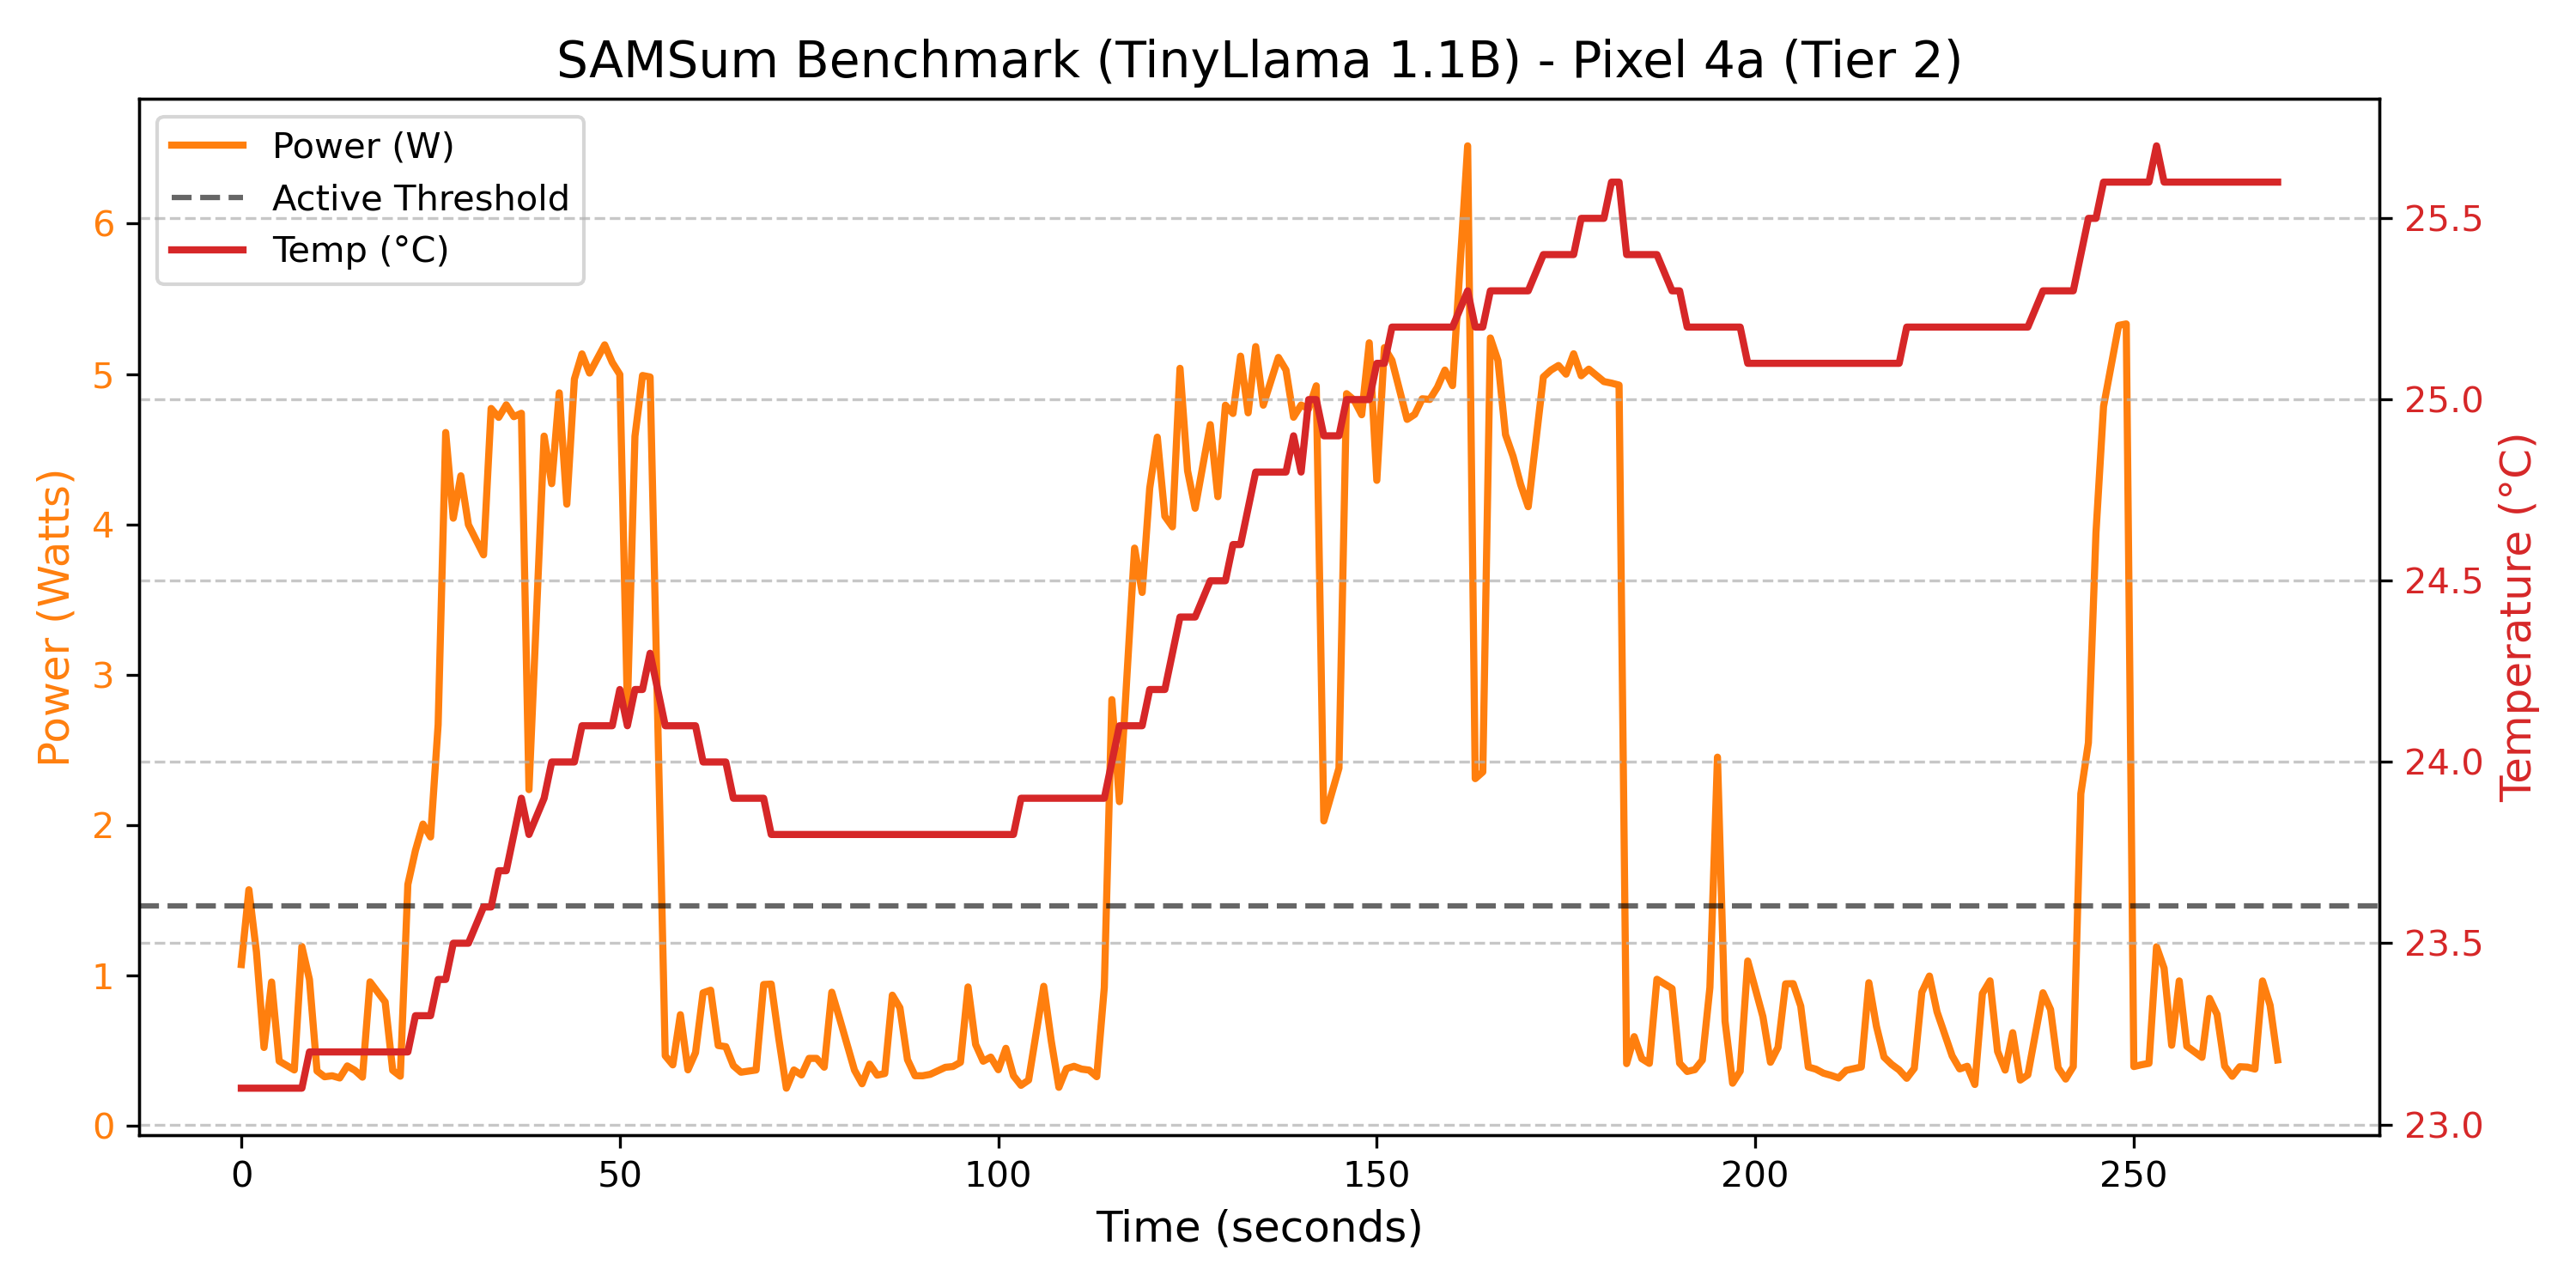 SAMSum Benchmark (TinyLlama 1.1B) - Pixel 4a (Tier 2)
Power (W)
Active Threshold
Temp (°C)
Power (Watts)
6
5
4
3
2
1
0
25.5
25.0
24.5
24.0
23.5
23.0
Temperature (°C)
0 50 100 150 200 250
Time (seconds)